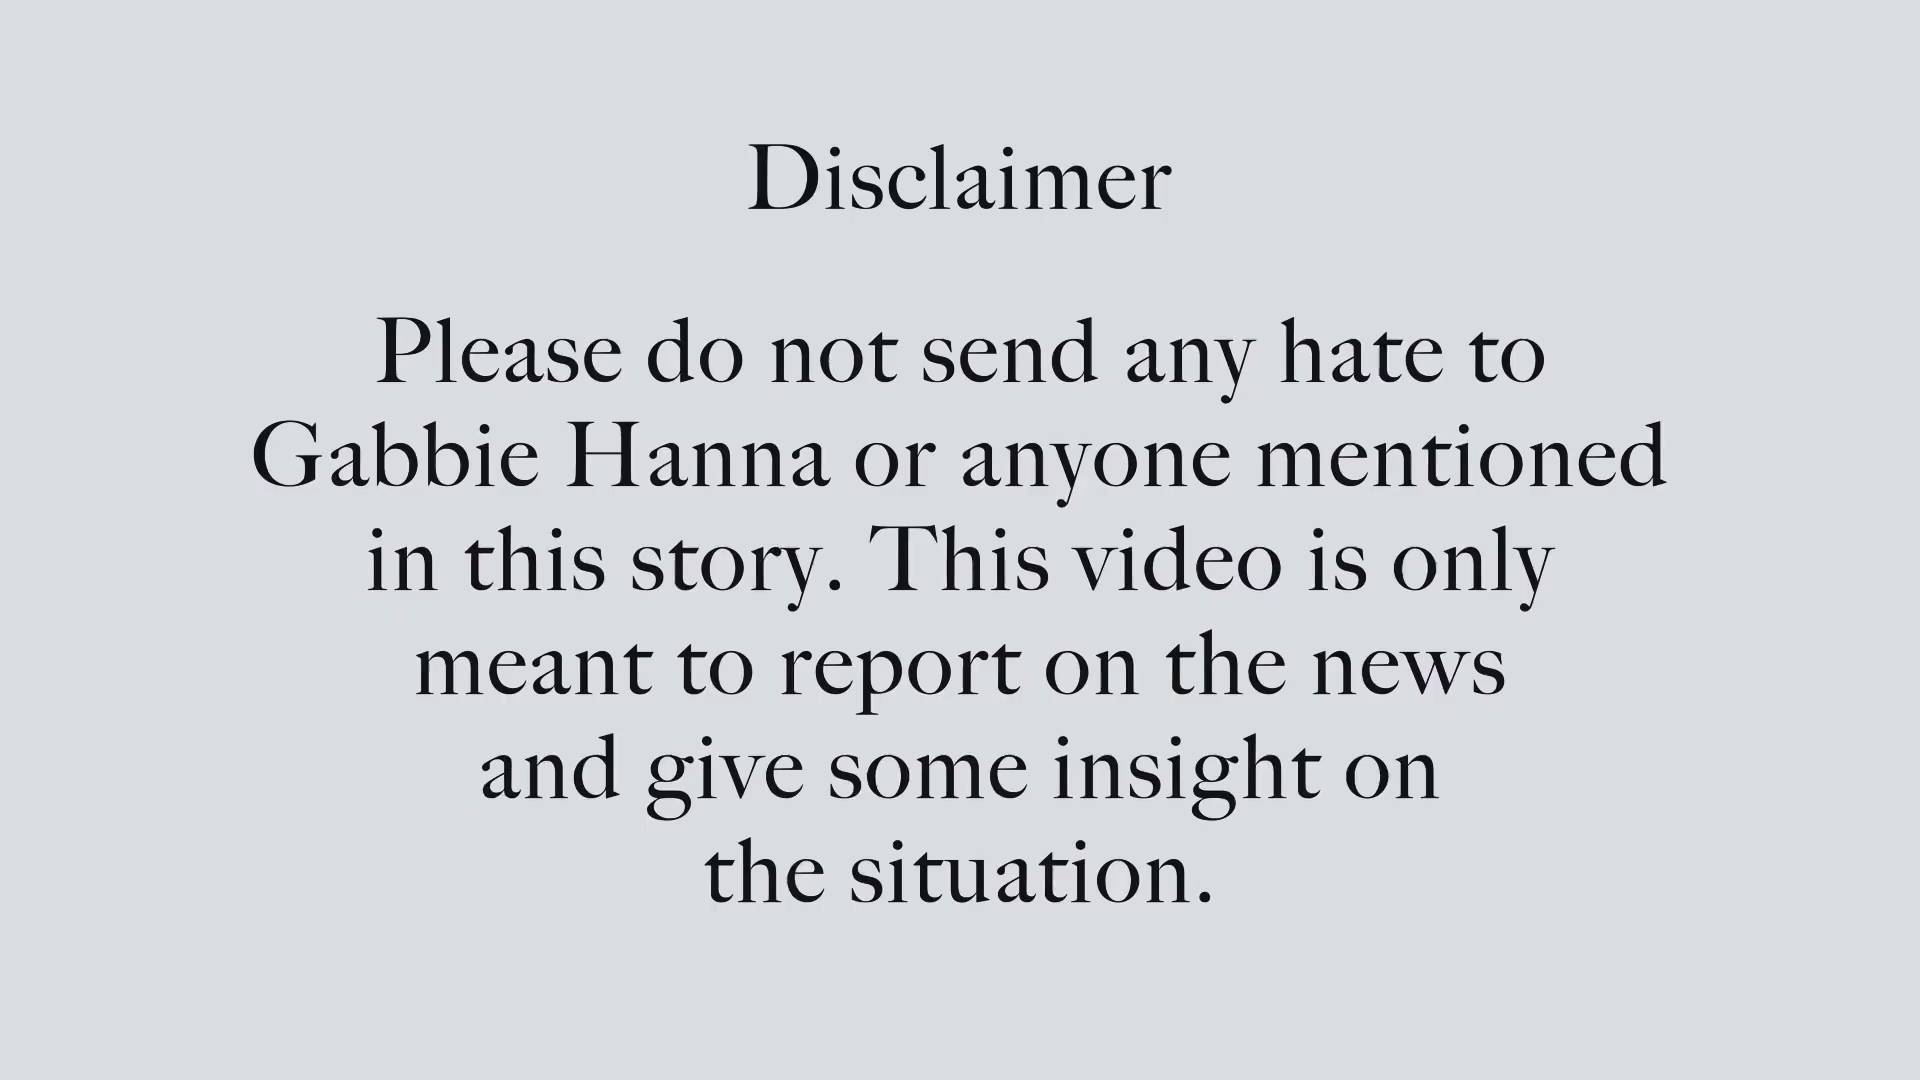 Disclaimer
Please do not send any hate to
Gabbie Hanna or anyone mentioned
in this story. This video is only
meant to report on the news
and give some insight on
the situation.